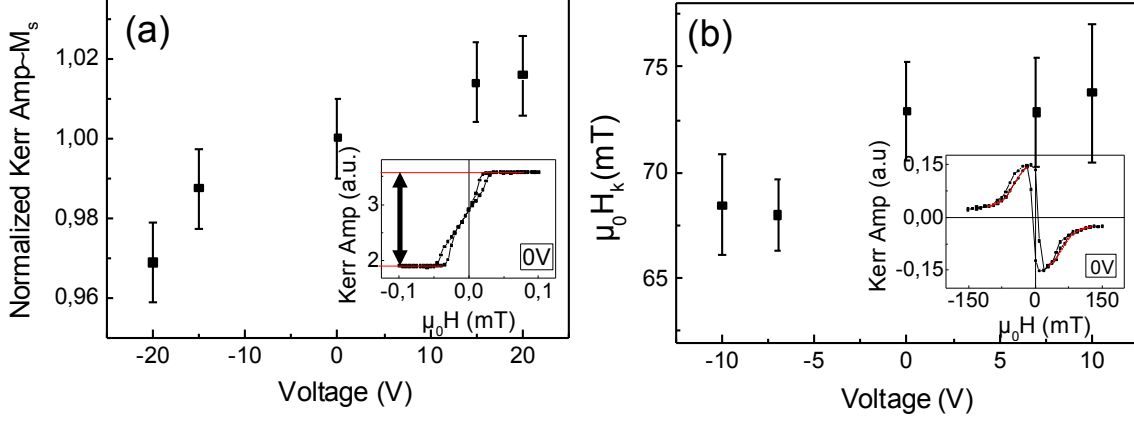 (a)
Normalized Kerr Amp~Mₛ
1,02
1,00
0,98
0,96
-20
-10
0
10
20
Voltage (V)
Kerr Amp (a.u.)
3
2
-0,1
0,0
0,1
μ₀H (mT)
0V
(b)
μ₀Hₖ(mT)
75
70
65
-10
-5
0
5
10
Voltage (V)
Kerr Amp (a.u)
0,15
0,00
-0,15
-150
0
150
μ₀H (mT)
0V